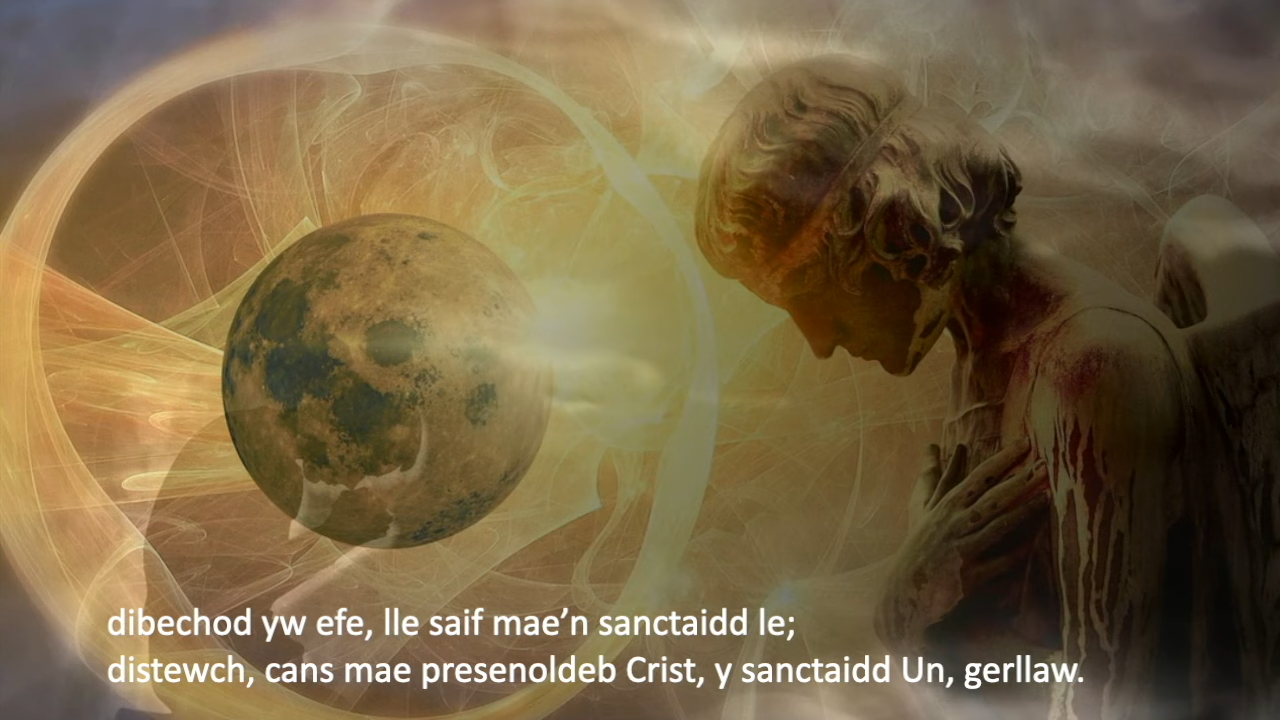 dibechod yw efe, lle saif mae’n sanctaidd le;
distewch, cans mae presenoldeb Crist, y sanctaidd Un, gerllaw.